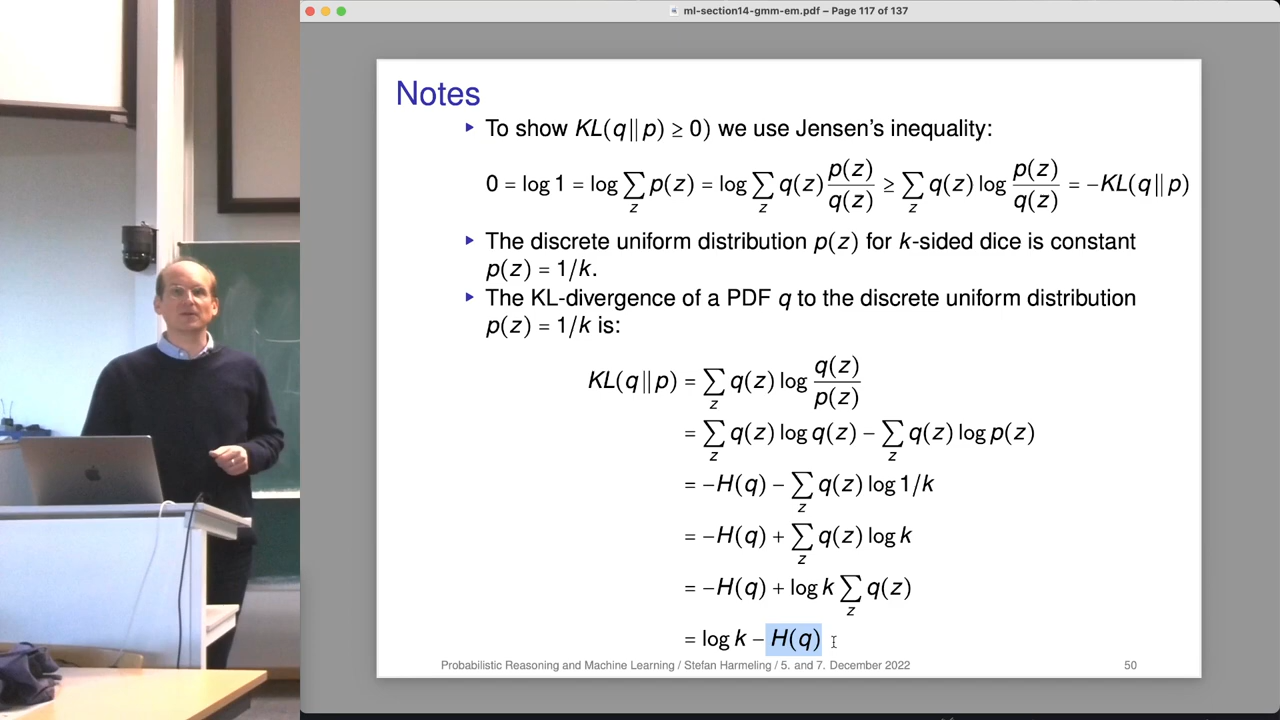 ml-section14-gmm-em.pdf – Page 117 of 137
Notes
To show KL(q‖p) ≥ 0) we use Jensen's inequality:
0 = log 1 = log ∑_z p(z) = log ∑_z q(z) p(z)/q(z) ≥ ∑_z q(z) log p(z)/q(z) = −KL(q‖p)
The discrete uniform distribution p(z) for k-sided dice is constant
p(z) = 1/k.
The KL-divergence of a PDF q to the discrete uniform distribution
p(z) = 1/k is:
KL(q‖p) = ∑_z q(z) log q(z)/p(z)
= ∑_z q(z) log q(z) − ∑_z q(z) log p(z)
= −H(q) − ∑_z q(z) log 1/k
= −H(q) + ∑_z q(z) log k
= −H(q) + log k ∑_z q(z)
= log k − H(q)
Probabilistic Reasoning and Machine Learning / Stefan Harmeling / 5. and 7. December 2022 50